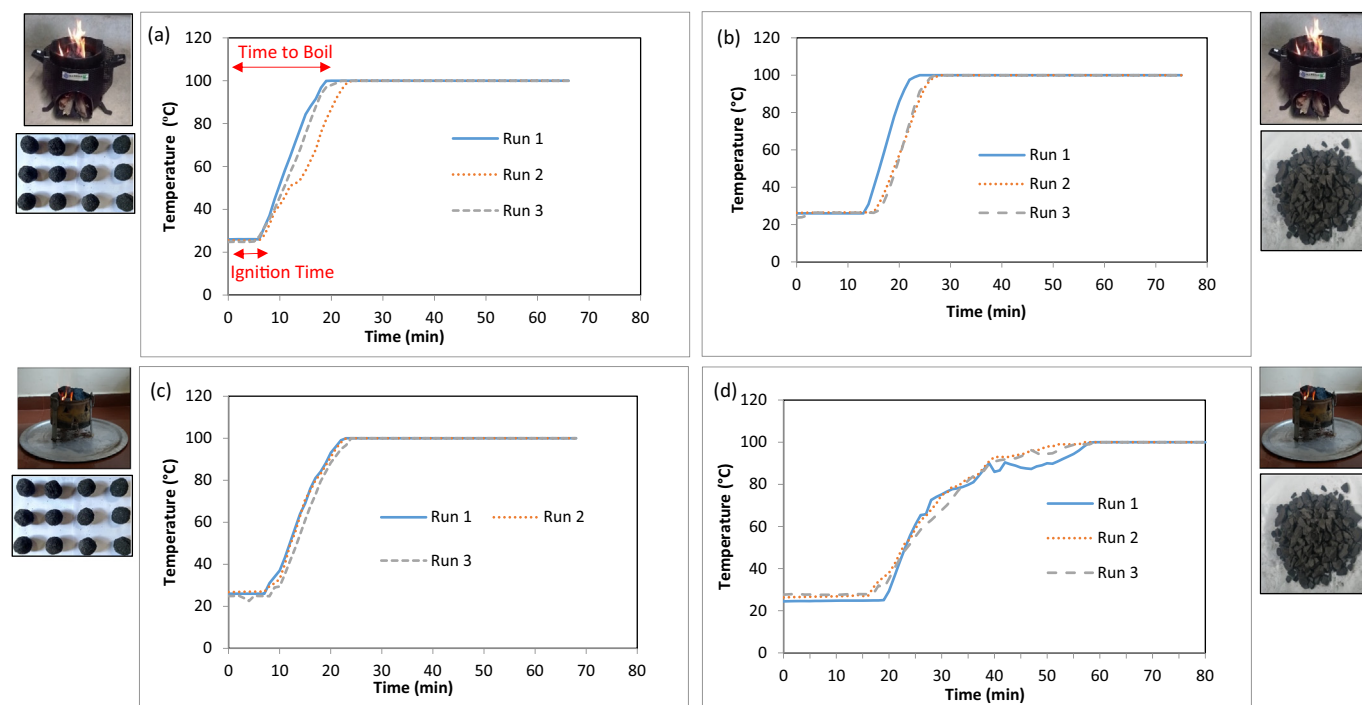 (a)
Time to Boil
Temperature (°C)
120
100
80
60
40
20
0
Run 1
Run 2
Run 3
Ignition Time
0 10 20 30 40 50 60 70 80
Time (min)
(b)
Temperature (°C)
120
100
80
60
40
20
0
Run 1
Run 2
Run 3
0 10 20 30 40 50 60 70 80
Time (min)
(c)
Temperature (°C)
120
100
80
60
40
20
0
Run 1 Run 2
Run 3
0 10 20 30 40 50 60 70 80
Time (min)
(d)
Temperature (°C)
120
100
80
60
40
20
0
Run 1
Run 2
Run 3
0 10 20 30 40 50 60 70 80
Time (min)